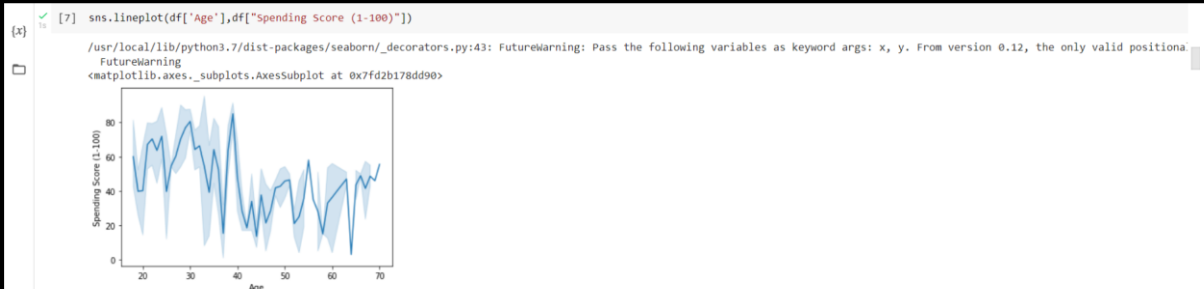 [7] sns.lineplot(df['Age'],df["Spending Score (1-100)"])
{x}
1s
/usr/local/lib/python3.7/dist-packages/seaborn/_decorators.py:43: FutureWarning: Pass the following variables as keyword args: x, y. From version 0.12, the only valid
FutureWarning
<matplotlib.axes._subplots.AxesSubplot at 0x7fd2b178dd90>
80
60
40
20
0
Spending Score (1-100)
20 30 40 50 60 70
Age